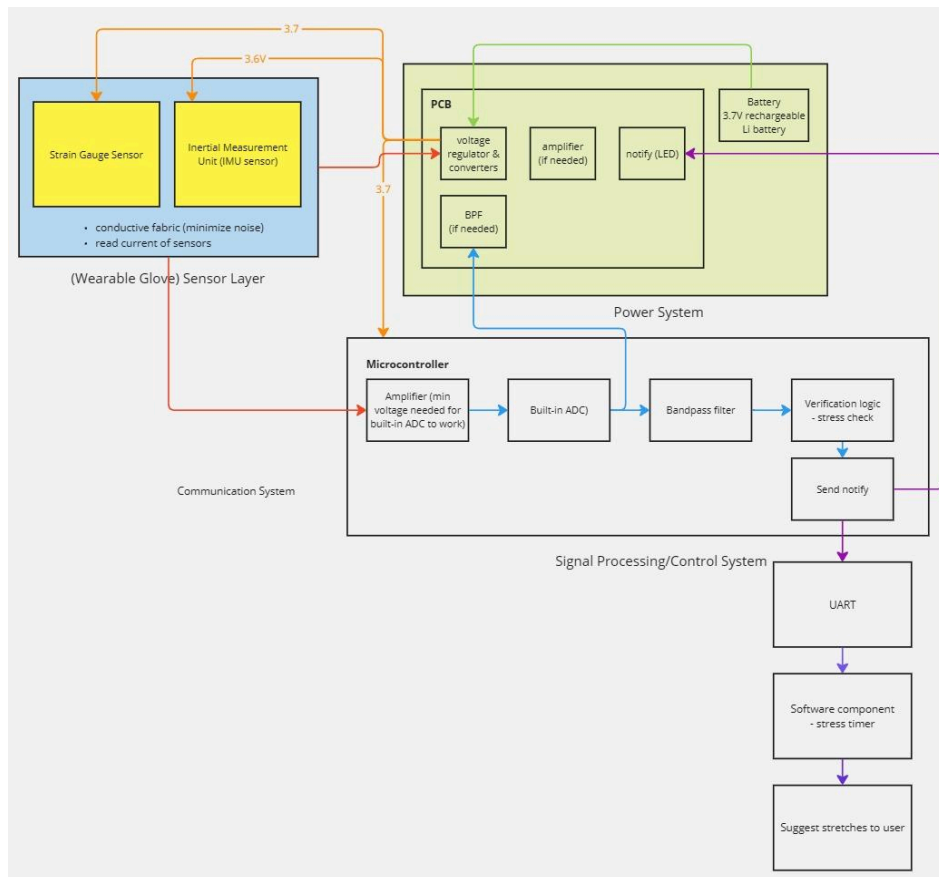 3.7
3.6V
Strain Gauge Sensor
Inertial Measurement
Unit (IMU sensor)
• conductive fabric (minimize noise)
• read current of sensors
(Wearable Glove) Sensor Layer
PCB
voltage
regulator &
converters
amplifier
(if needed)
notify (LED)
Battery
3.7V rechargeable
Li battery
3.7
BPF
(if needed)
Power System
Microcontroller
Amplifier (min
voltage needed for
built-in ADC to work)
Built-in ADC)
Bandpass filter
Verification logic
- stress check
Send notify
Communication System
Signal Processing/Control System
UART
Software component
- stress timer
Suggest stretches to user